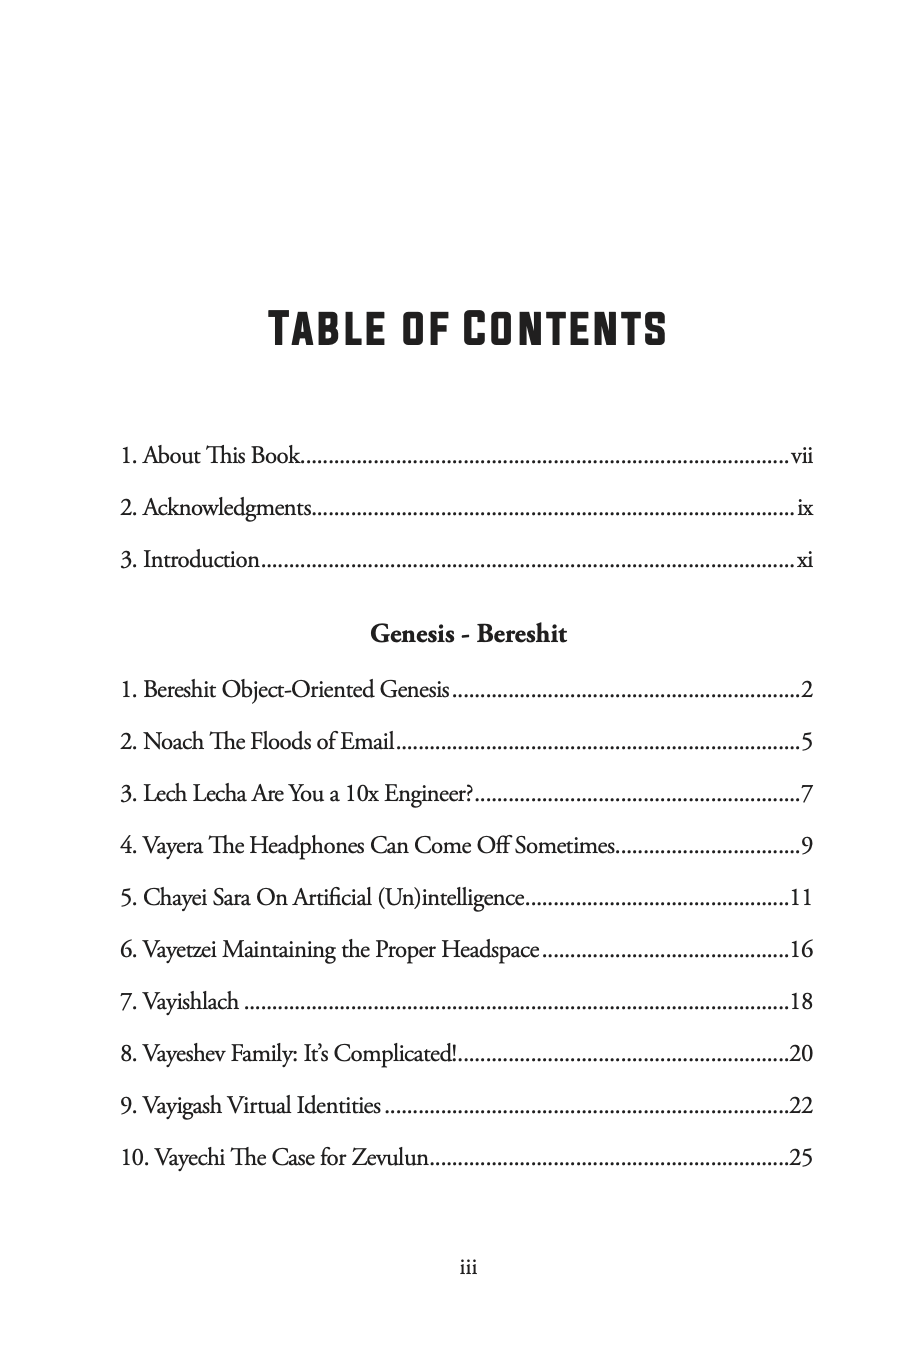 TABLE OF CONTENTS
1. About This Book....................................................................................vii
2. Acknowledgments...................................................................................ix
3. Introduction............................................................................................xi
Genesis - Bereshit
1. Bereshit Object-Oriented Genesis..............................................................2
2. Noach The Floods of Email........................................................................5
3. Lech Lecha Are You a 10x Engineer?..........................................................7
4. Vayera The Headphones Can Come Off Sometimes.................................9
5. Chayei Sara On Artificial (Un)intelligence...............................................11
6. Vayetzei Maintaining the Proper Headspace............................................16
7. Vayishlach .................................................................................................18
8. Vayeshev Family: It’s Complicated!...........................................................20
9. Vayigash Virtual Identities........................................................................22
10. Vayechi The Case for Zevulun................................................................25
iii